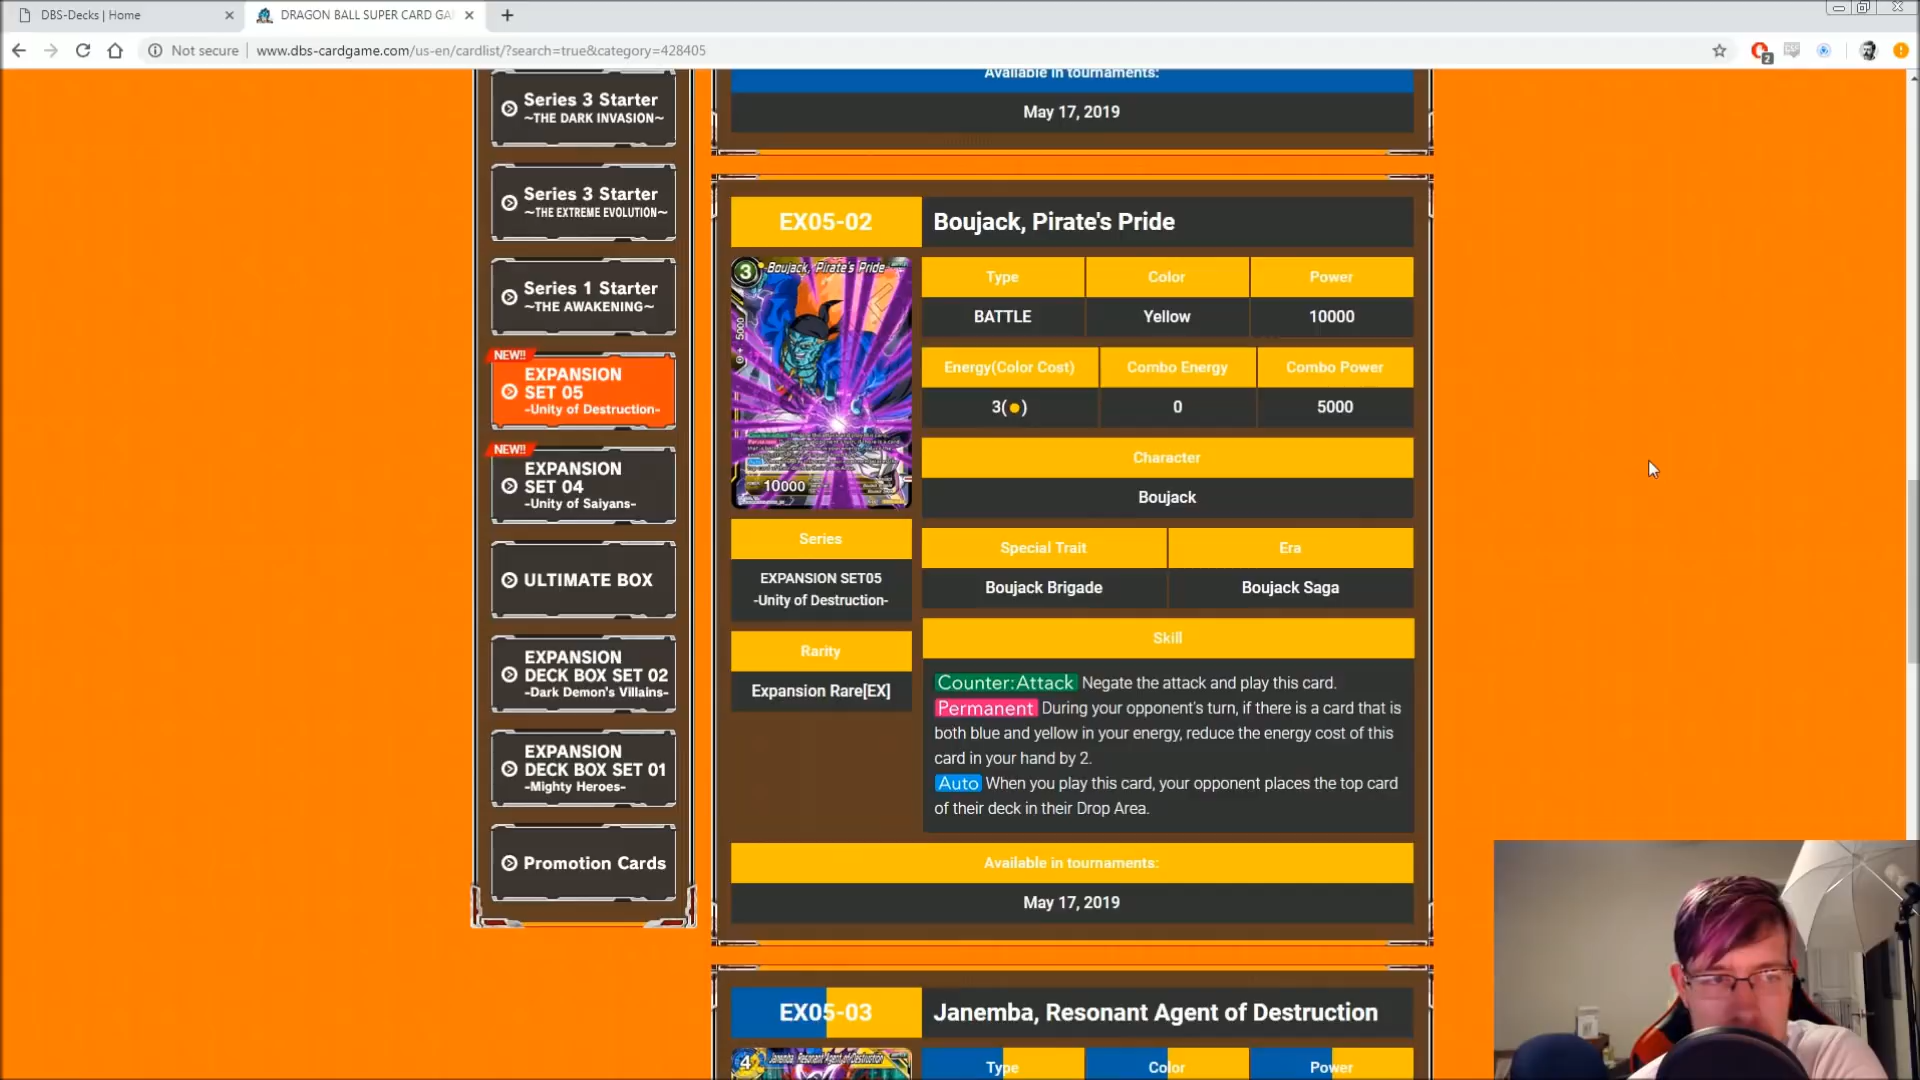 DBS-Decks | Home
DRAGON BALL SUPER CARD GA
Not secure
www.dbs-cardgame.com/us-en/cardlist/?search=true&category=428405
2
Series 3 Starter
~THE DARK INVASION~
Series 3 Starter
~THE EXTREME EVOLUTION~
Series 1 Starter
~THE AWAKENING~
NEW!!
EXPANSION
SET 05
-Unity of Destruction-
NEW!!
EXPANSION
SET 04
-Unity of Saiyans-
ULTIMATE BOX
EXPANSION
DECK BOX SET 02
-Dark Demon's Villains-
EXPANSION
DECK BOX SET 01
-Mighty Heroes-
Promotion Cards
Available in tournaments:
May 17, 2019
EX05-02
Boujack, Pirate's Pride
3
Boujack, Pirate's Pride
5000
10000
Type
Color
Power
BATTLE
Yellow
10000
Energy(Color Cost)
Combo Energy
Combo Power
3( )
0
5000
Character
Boujack
Series
EXPANSION SET05
-Unity of Destruction-
Special Trait
Era
Boujack Brigade
Boujack Saga
Rarity
Expansion Rare[EX]
Skill
Counter:Attack Negate the attack and play this card.
Permanent During your opponent's turn, if there is a card that is
both blue and yellow in your energy, reduce the energy cost of this
card in your hand by 2.
Auto When you play this card, your opponent places the top card
of their deck in their Drop Area.
Available in tournaments:
May 17, 2019
EX05-03
Janemba, Resonant Agent of Destruction
4
Janemba, Resonant Agent of Destruction
Type
Color
Power